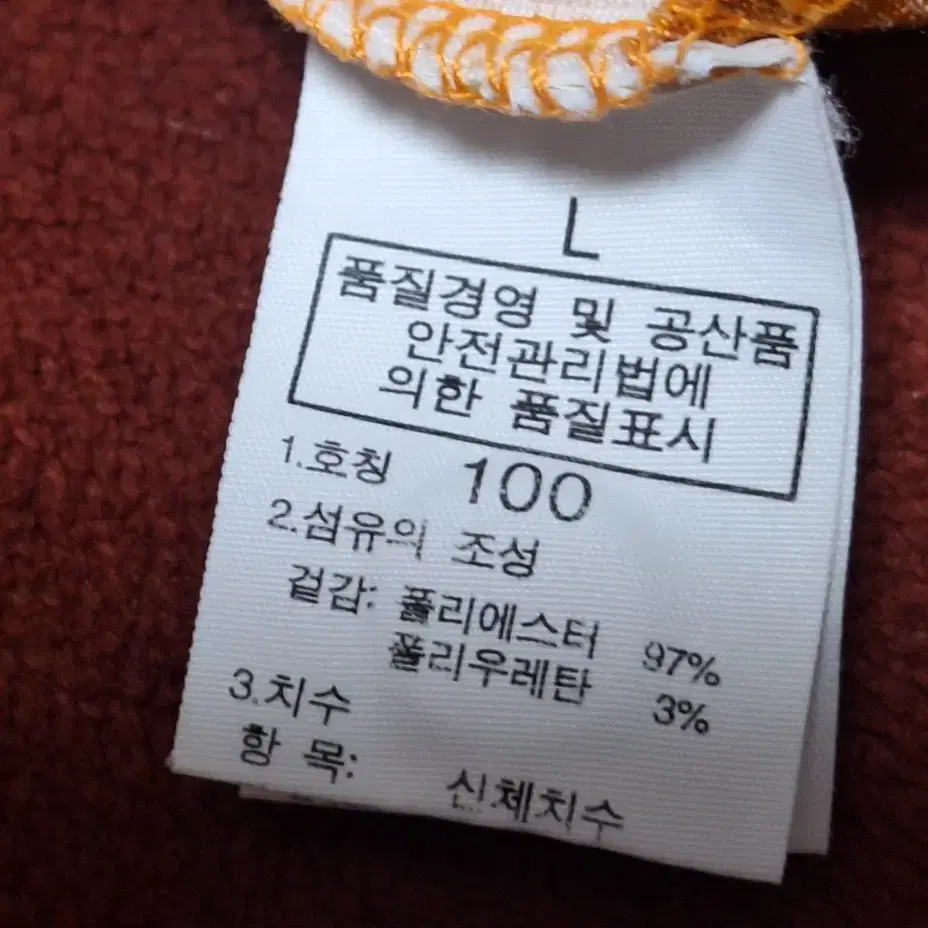 L
품질경영 및 공산품
안전관리법에
의한 품질표시
1.호칭 100
2.섬유의 조성
겉감: 폴리에스터 97%
폴리우레탄 3%
3.치수
항 목: 신체치수